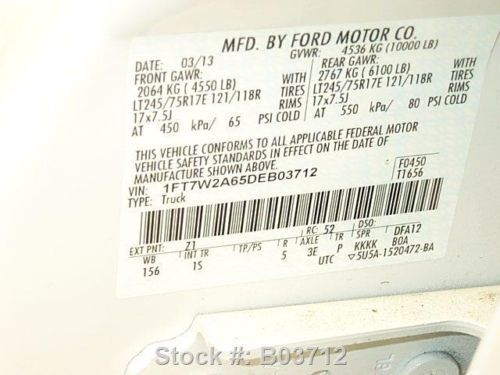 MFD. BY FORD MOTOR CO.
DATE: 03/13 GVWR: 4536 KG (10000 LB)
FRONT GAWR: REAR GAWR:
2064 KG ( 4550 LB) WITH 2767 KG ( 6100 LB) WITH
LT245/75R17E 121/118R TIRES LT245/75R17E 121/118R TIRES
17x7.5J RIMS 17x7.5J RIMS
AT 450 kPa/ 65 PSI COLD AT 550 kPa/ 80 PSI COLD
THIS VEHICLE CONFORMS TO ALL APPLICABLE FEDERAL MOTOR
VEHICLE SAFETY STANDARDS IN EFFECT ON THE DATE OF
MANUFACTURE SHOWN ABOVE.
VIN: 1FT7W2A65DEB03712 F0450
TYPE: Truck T1656
EXT PNT: Z1 RC: 52 DSO:
WB INT TR TP/PS R AXLE TR SPR DFA12
156 1S 5 3E P KKKK BOA
UTC 5U5A-1520472-BA
Stock #: B03712